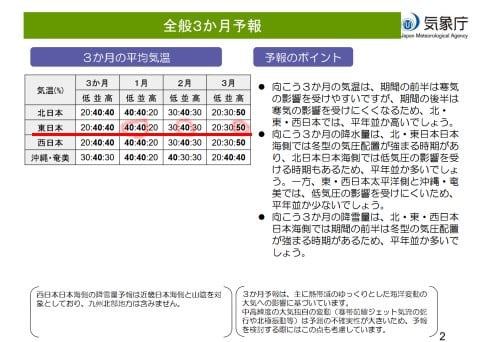 全般3か月予報
気象庁
Japan Meteorological Agency
3か月の平均気温
気温(%) 3か月 1月 2月 3月
低 並 高 低 並 高 低 並 高 低 並 高
北日本 20:40:40 40:40:20 30:40:30 20:30:50
東日本 20:40:40 40:40:20 30:40:30 20:30:50
西日本 20:40:40 40:40:20 30:40:30 20:30:50
沖縄・奄美 30:40:30 40:40:20 40:30:30 20:40:40
予報のポイント
● 向こう3か月の気温は、期間の前半は寒気
の影響を受けやすいですが、期間の後半は
寒気の影響を受けにくくなるため、北・
東・西日本では、平年並か高いでしょう。
● 向こう3か月の降水量は、北・東日本日本
海側では冬型の気圧配置が強まる時期があ
り、北日本日本海側では低気圧の影響を受
ける時期もあるため、平年並か多いでしょ
う。一方、東・西日本太平洋側と沖縄・奄
美では、低気圧の影響を受けにくいため、
平年並か少ないでしょう。
● 向こう3か月の降雪量は、北・東・西日本
日本海側では期間の前半は冬型の気圧配置
が強まる時期があるため、平年並か多いで
しょう。
西日本日本海側の降雪量予報は近畿日本海側と山陰を対
象としており、九州北部地方は含みません。
3か月予報は、主に熱帯域のゆっくりとした海洋変動の
大気への影響に基づいています。
中高緯度の大気独自の変動（寒帯前線ジェット気流の蛇
行や北極振動等）は予測の不確実性が大きいため、予報
を検討する際にはこの点も考慮しています。
2